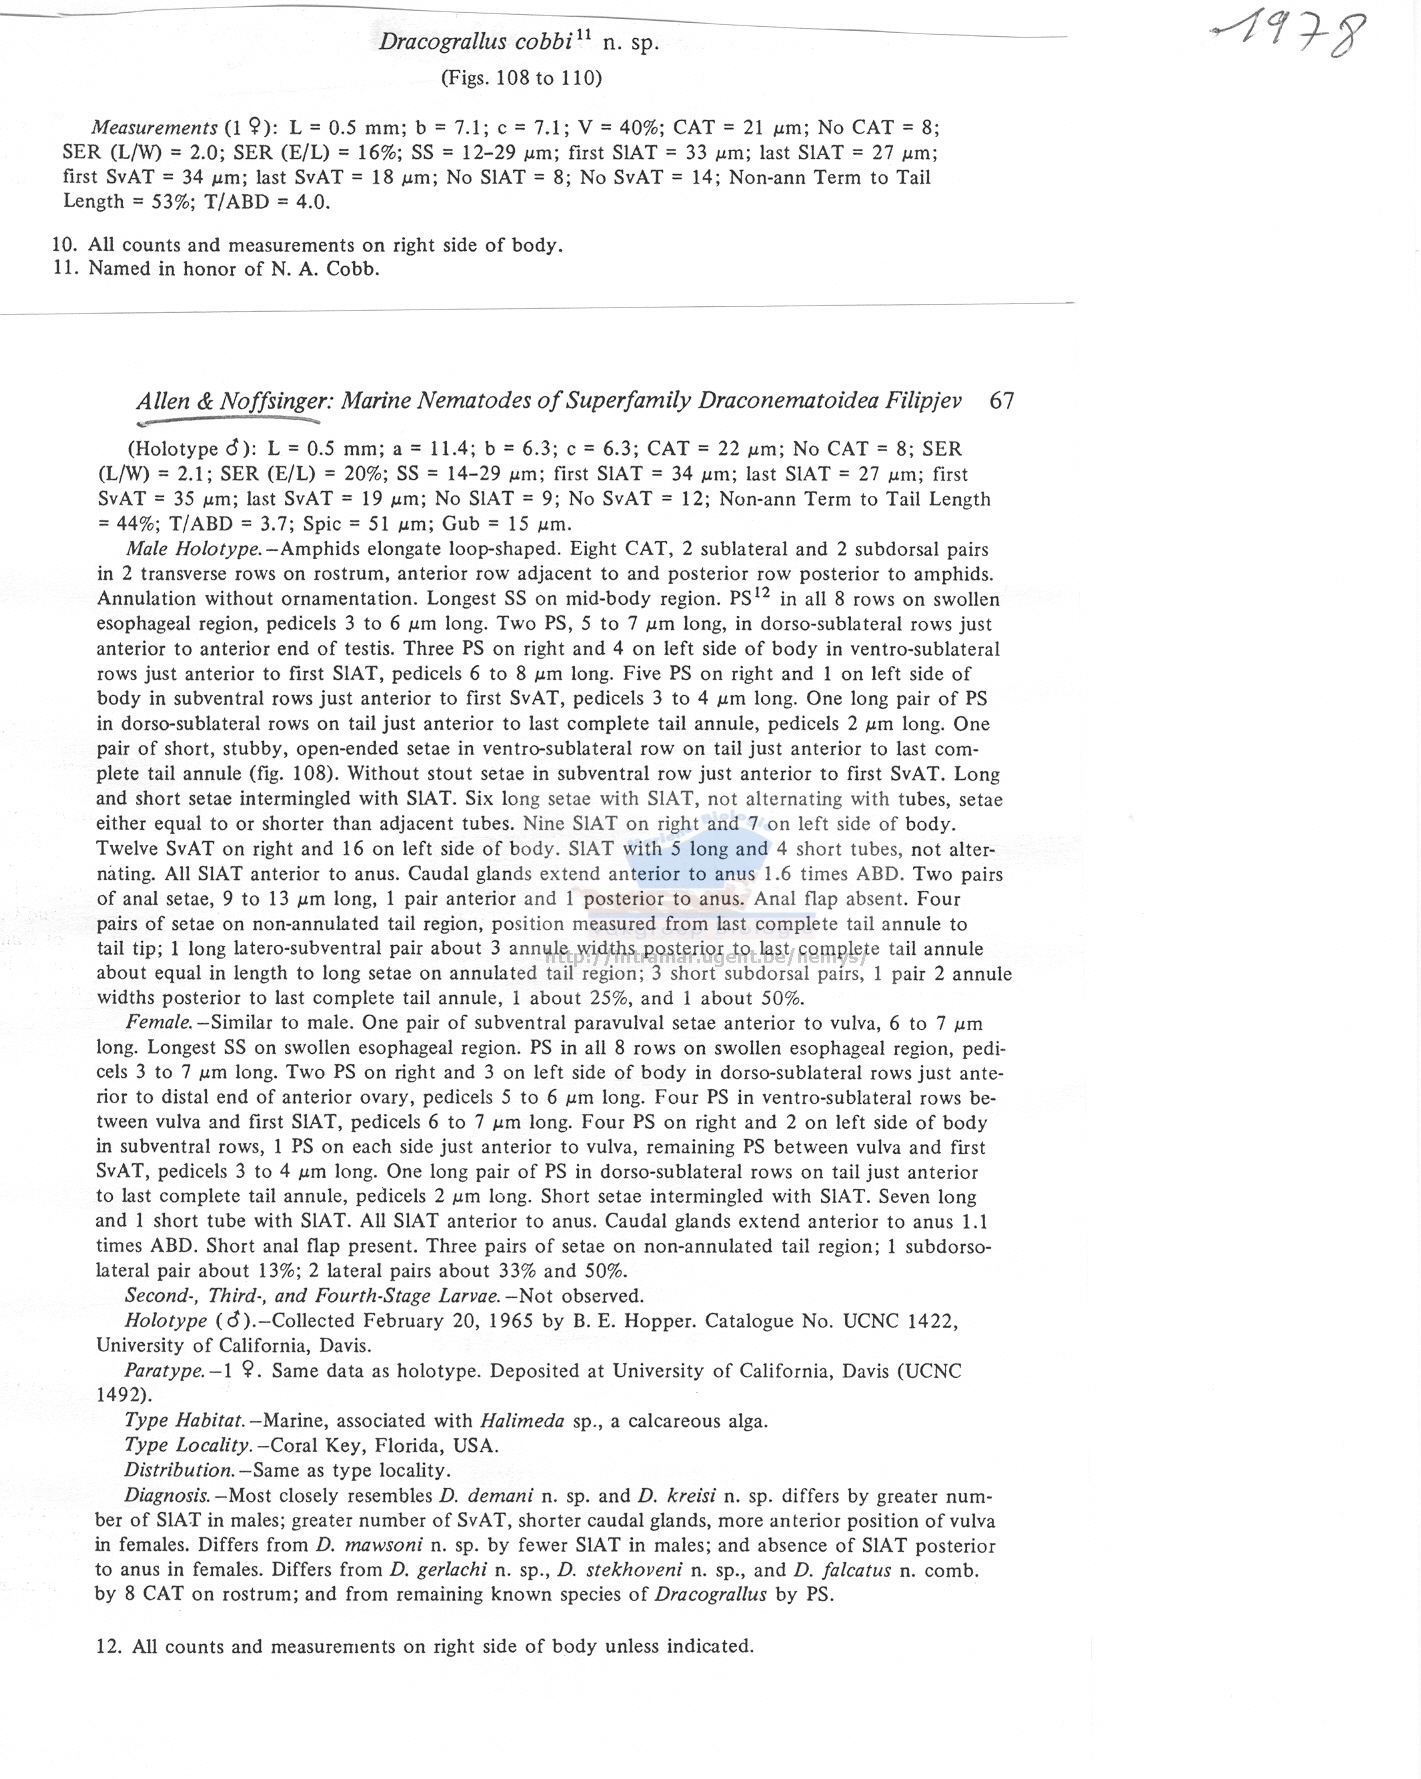 1978
Dracograllus cobbi¹¹ n. sp.
(Figs. 108 to 110)
Measurements (1 ♀): L = 0.5 mm; b = 7.1; c = 7.1; V = 40%; CAT = 21 μm; No CAT = 8;
SER (L/W) = 2.0; SER (E/L) = 16%; SS = 12–29 μm; first SlAT = 33 μm; last SlAT = 27 μm;
first SvAT = 34 μm; last SvAT = 18 μm; No SlAT = 8; No SvAT = 14; Non-ann Term to Tail
Length = 53%; T/ABD = 4.0.
10. All counts and measurements on right side of body.
11. Named in honor of N. A. Cobb.
Allen & Noffsinger: Marine Nematodes of Superfamily Draconematoidea Filipjev 67
(Holotype ♂): L = 0.5 mm; a = 11.4; b = 6.3; c = 6.3; CAT = 22 μm; No CAT = 8; SER
(L/W) = 2.1; SER (E/L) = 20%; SS = 14–29 μm; first SlAT = 34 μm; last SlAT = 27 μm; first
SvAT = 35 μm; last SvAT = 19 μm; No SlAT = 9; No SvAT = 12; Non-ann Term to Tail Length
= 44%; T/ABD = 3.7; Spic = 51 μm; Gub = 15 μm.
Male Holotype.—Amphids elongate loop-shaped. Eight CAT, 2 sublateral and 2 subdorsal pairs
in 2 transverse rows on rostrum, anterior row adjacent to and posterior row posterior to amphids.
Annulation without ornamentation. Longest SS on mid-body region. PS¹² in all 8 rows on swollen
esophageal region, pedicels 3 to 6 μm long. Two PS, 5 to 7 μm long, in dorso-sublateral rows just
anterior to anterior end of testis. Three PS on right and 4 on left side of body in ventro-sublateral
rows just anterior to first SlAT, pedicels 6 to 8 μm long. Five PS on right and 1 on left side of
body in subventral rows just anterior to first SvAT, pedicels 3 to 4 μm long. One long pair of PS
in dorso-sublateral rows on tail just anterior to last complete tail annule, pedicels 2 μm long. One
pair of short, stubby, open-ended setae in ventro-sublateral row on tail just anterior to last com-
plete tail annule (fig. 108). Without stout setae in subventral row just anterior to first SvAT. Long
and short setae intermingled with SlAT. Six long setae with SlAT, not alternating with tubes, setae
either equal to or shorter than adjacent tubes. Nine SlAT on right and 7 on left side of body.
Twelve SvAT on right and 16 on left side of body. SlAT with 5 long and 4 short tubes, not alter-
nating. All SlAT anterior to anus. Caudal glands extend anterior to anus 1.6 times ABD. Two pairs
of anal setae, 9 to 13 μm long, 1 pair anterior and 1 posterior to anus. Anal flap absent. Four
pairs of setae on non-annulated tail region, position measured from last complete tail annule to
tail tip; 1 long latero-subventral pair about 3 annule widths posterior to last complete tail annule
http://intramar.ugent.be/nemys/
about equal in length to long setae on annulated tail region; 3 short subdorsal pairs, 1 pair 2 annule
widths posterior to last complete tail annule, 1 about 25%, and 1 about 50%.
Female.—Similar to male. One pair of subventral paravulval setae anterior to vulva, 6 to 7 μm
long. Longest SS on swollen esophageal region. PS in all 8 rows on swollen esophageal region, pedi-
cels 3 to 7 μm long. Two PS on right and 3 on left side of body in dorso-sublateral rows just ante-
rior to distal end of anterior ovary, pedicels 5 to 6 μm long. Four PS in ventro-sublateral rows be-
tween vulva and first SlAT, pedicels 6 to 7 μm long. Four PS on right and 2 on left side of body
in subventral rows, 1 PS on each side just anterior to vulva, remaining PS between vulva and first
SvAT, pedicels 3 to 4 μm long. One long pair of PS in dorso-sublateral rows on tail just anterior
to last complete tail annule, pedicels 2 μm long. Short setae intermingled with SlAT. Seven long
and 1 short tube with SlAT. All SlAT anterior to anus. Caudal glands extend anterior to anus 1.1
times ABD. Short anal flap present. Three pairs of setae on non-annulated tail region; 1 subdorso-
lateral pair about 13%; 2 lateral pairs about 33% and 50%.
Second-, Third-, and Fourth-Stage Larvae.—Not observed.
Holotype (♂).—Collected February 20, 1965 by B. E. Hopper. Catalogue No. UCNC 1422,
University of California, Davis.
Paratype.—1 ♀. Same data as holotype. Deposited at University of California, Davis (UCNC
1492).
Type Habitat.—Marine, associated with Halimeda sp., a calcareous alga.
Type Locality.—Coral Key, Florida, USA.
Distribution.—Same as type locality.
Diagnosis.—Most closely resembles D. demani n. sp. and D. kreisi n. sp. differs by greater num-
ber of SlAT in males; greater number of SvAT, shorter caudal glands, more anterior position of vulva
in females. Differs from D. mawsoni n. sp. by fewer SlAT in males; and absence of SlAT posterior
to anus in females. Differs from D. gerlachi n. sp., D. stekhoveni n. sp., and D. falcatus n. comb.
by 8 CAT on rostrum; and from remaining known species of Dracograllus by PS.
12. All counts and measurements on right side of body unless indicated.